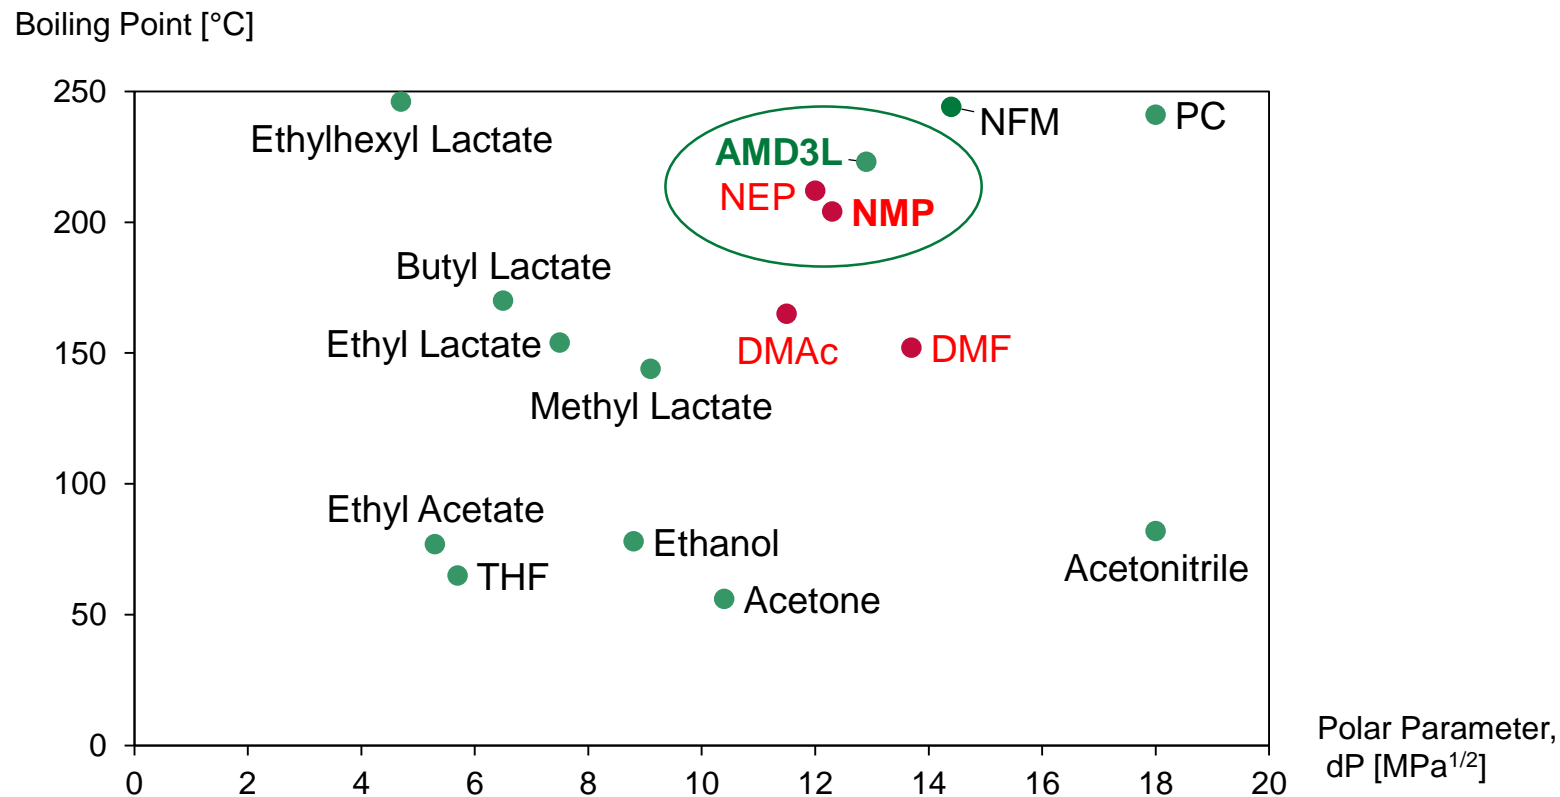 Boiling Point [°C]
250
Ethylhexyl Lactate
NFM
PC
AMD3L
NEP
NMP
200
Butyl Lactate
Ethyl Lactate
150
DMAc
DMF
Methyl Lactate
100
Ethyl Acetate
Ethanol
THF
Acetonitrile
Acetone
50
0
Polar Parameter,
dP [MPa1/2]
0 2 4 6 8 10 12 14 16 18 20